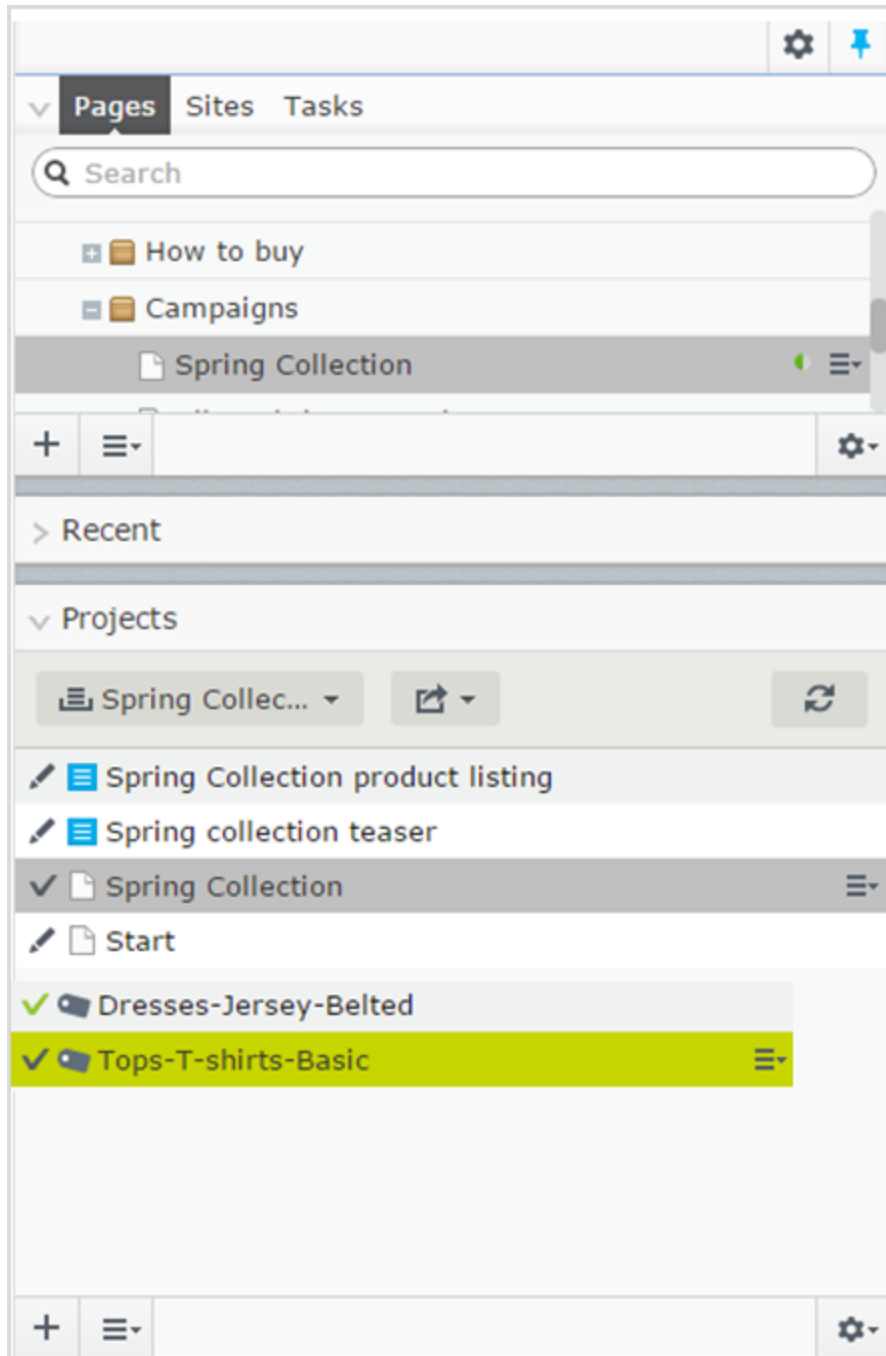 Pages Sites Tasks
Search
How to buy
Campaigns
Spring Collection
Recent
Projects
Spring Collec...
Spring Collection product listing
Spring collection teaser
Spring Collection
Start
Dresses-Jersey-Belted
Tops-T-shirts-Basic